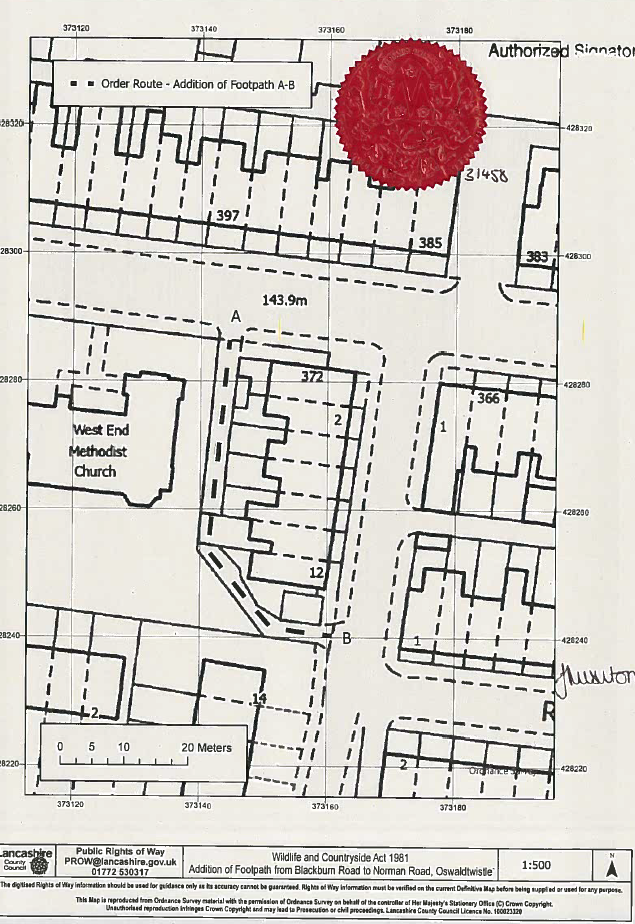 373120 373140 373160 373180
Authorized Signator
Order Route - Addition of Footpath A-B
428320
428320
31458
397
385
383
428300
428300
143.9m
A
372
428280
428280
366
2
1
West End
Methodist
Church
428260
428260
12
428240
B
1
428240
14
2
R
0 5 10 20 Meters
2
428220
428220
373120 373140 373160 373180
Lancashire
County
Council
Public Rights of Way
PROW@lancashire.gov.uk
01772 530317
Wildlife and Countryside Act 1981
Addition of Footpath from Blackburn Road to Norman Road, Oswaldtwistle
1:500
N
The digitised Rights of Way information should be used for guidance only as its accuracy cannot be guaranteed. Rights of Way information must be verified on the current Definitive Map before being supplied or used for any purpose.
This Map is reproduced from Ordnance Survey material with the permission of Ordnance Survey on behalf of the controller of Her Majesty's Stationery Office (C) Crown Copyright.
Unauthorised reproduction infringes Crown Copyright and may lead to Prosecution or civil proceedings. Lancashire County Council Licence No. 100023320